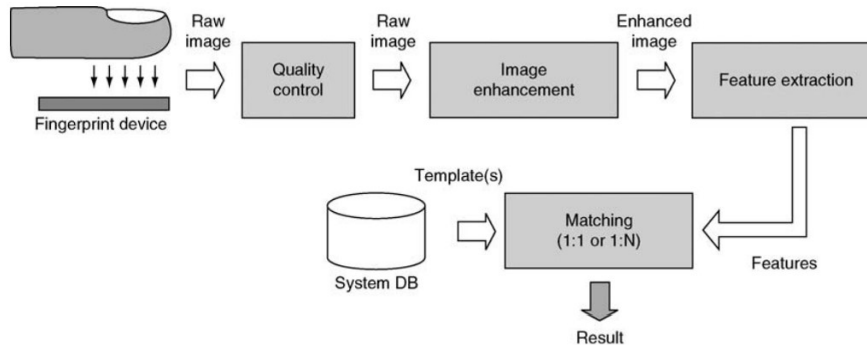 Raw
image
Raw
image
Enhanced
image
Quality
control
Image
enhancement
Feature extraction
Fingerprint device
Template(s)
Matching
(1:1 or 1:N)
System DB
Features
Result